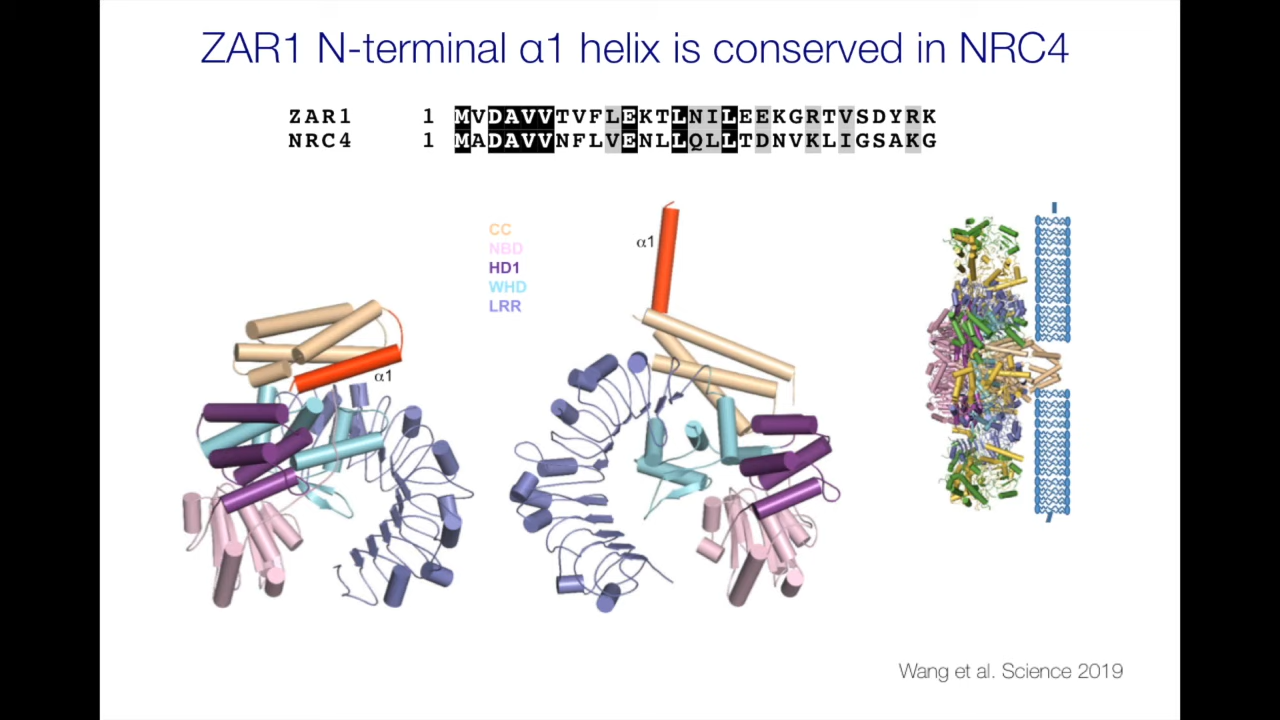 ZAR1 N-terminal α1 helix is conserved in NRC4
ZAR1 1 MVDAVVTVFLEKTLNILEEKGRTVSDYRK
NRC4 1 MADAVVNFLVENLLQLLTDNVKLIGSAKG
CC
NBD
HD1
WHD
LRR
α1
α1
Wang et al. Science 2019